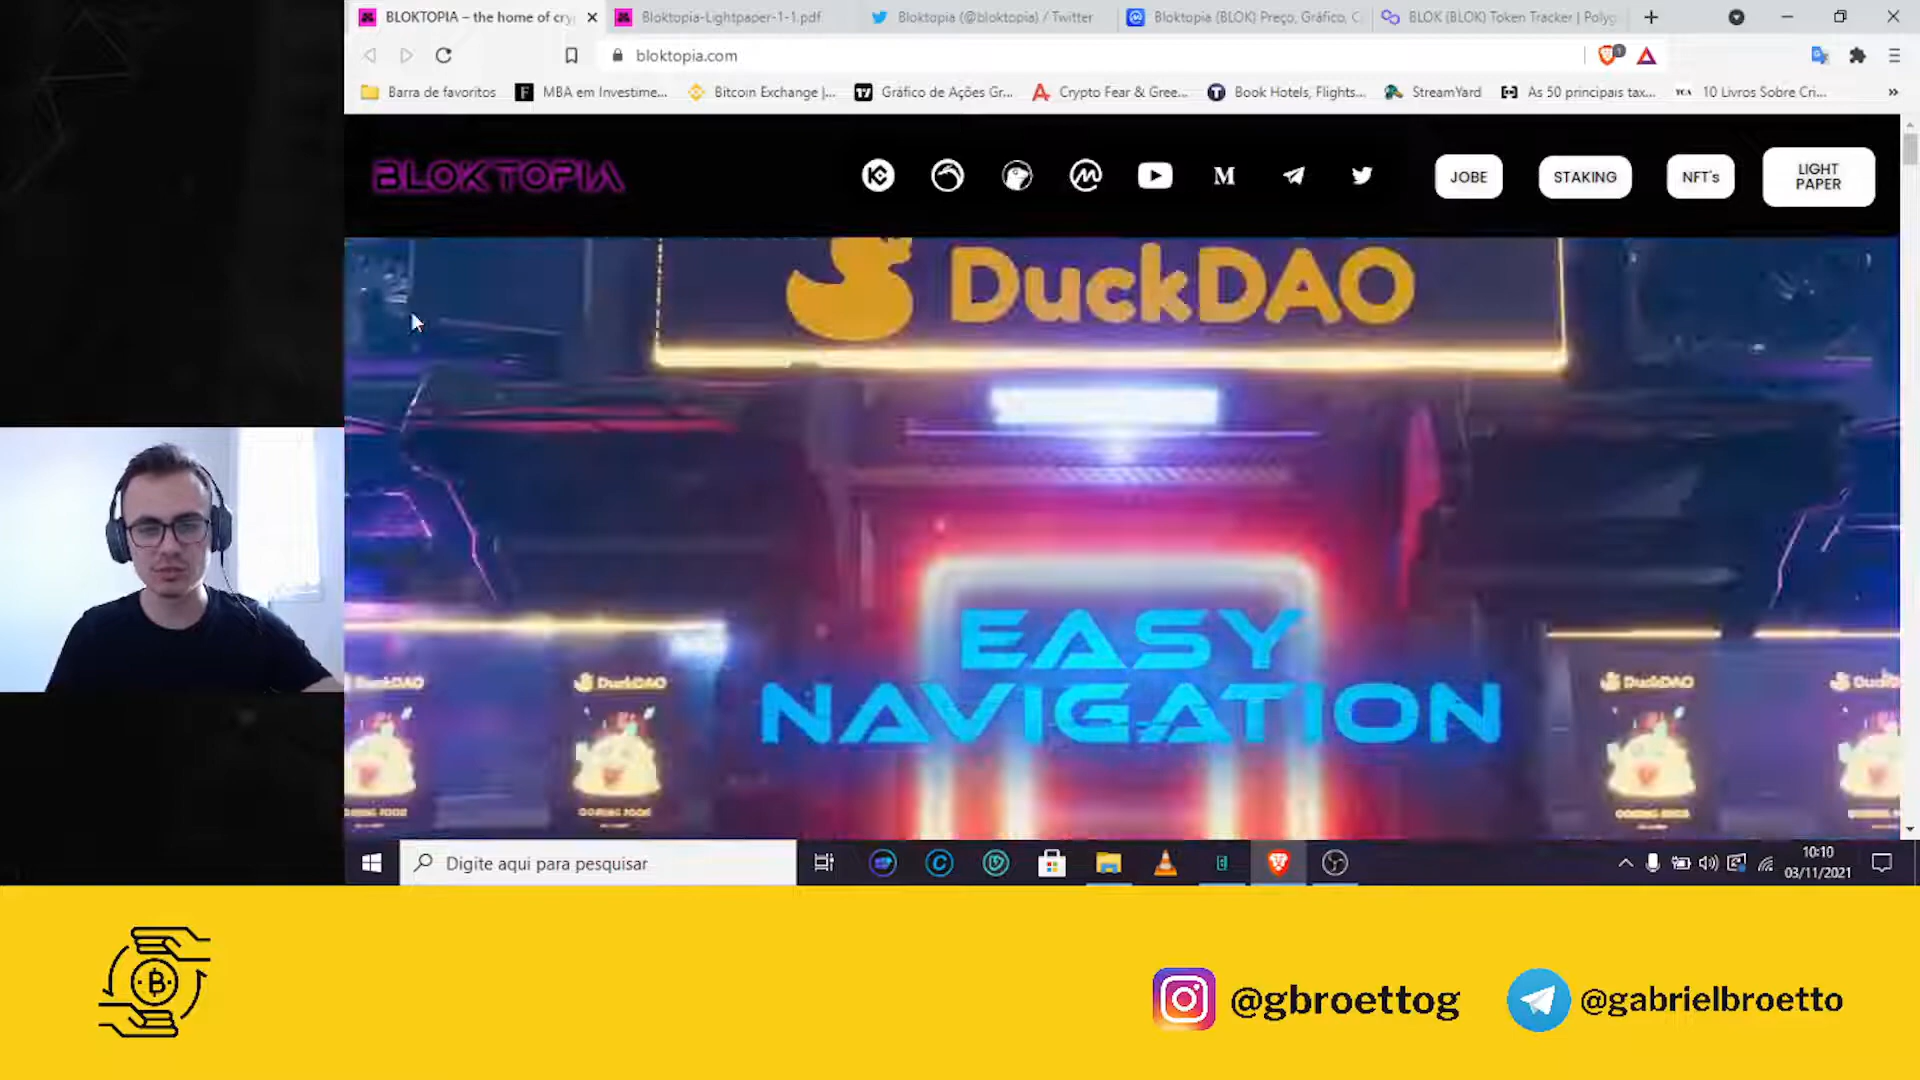 BLOKTOPIA – the home of cry
Bloktopia-Lightpaper-1-1.pdf
Bloktopia (@bloktopia) / Twitter
Bloktopia (BLOK) Preço, Gráfico, C
BLOK (BLOK) Token Tracker | Polyg
bloktopia.com
Barra de favoritos
MBA em Investime...
Bitcoin Exchange |...
Gráfico de Ações Gr...
Crypto Fear & Gree...
Book Hotels, Flights...
StreamYard
As 50 principais tax...
10 Livros Sobre Cri...
BLOKTOPIA
JOBE
STAKING
NFT's
LIGHT
PAPER
DuckDAO
EASY
NAVIGATION
DuckDAO
DuckDAO
DuckDAO
COMING SOON
Digite aqui para pesquisar
10:10
03/11/2021
@gbroettog
@gabrielbroetto